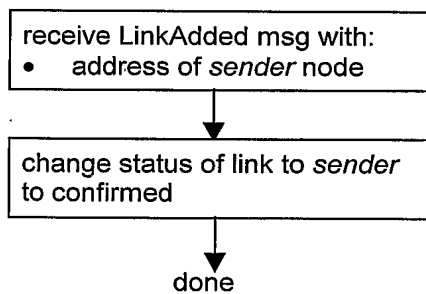 receive LinkAdded msg with:
• address of sender node
change status of link to sender
to confirmed
done